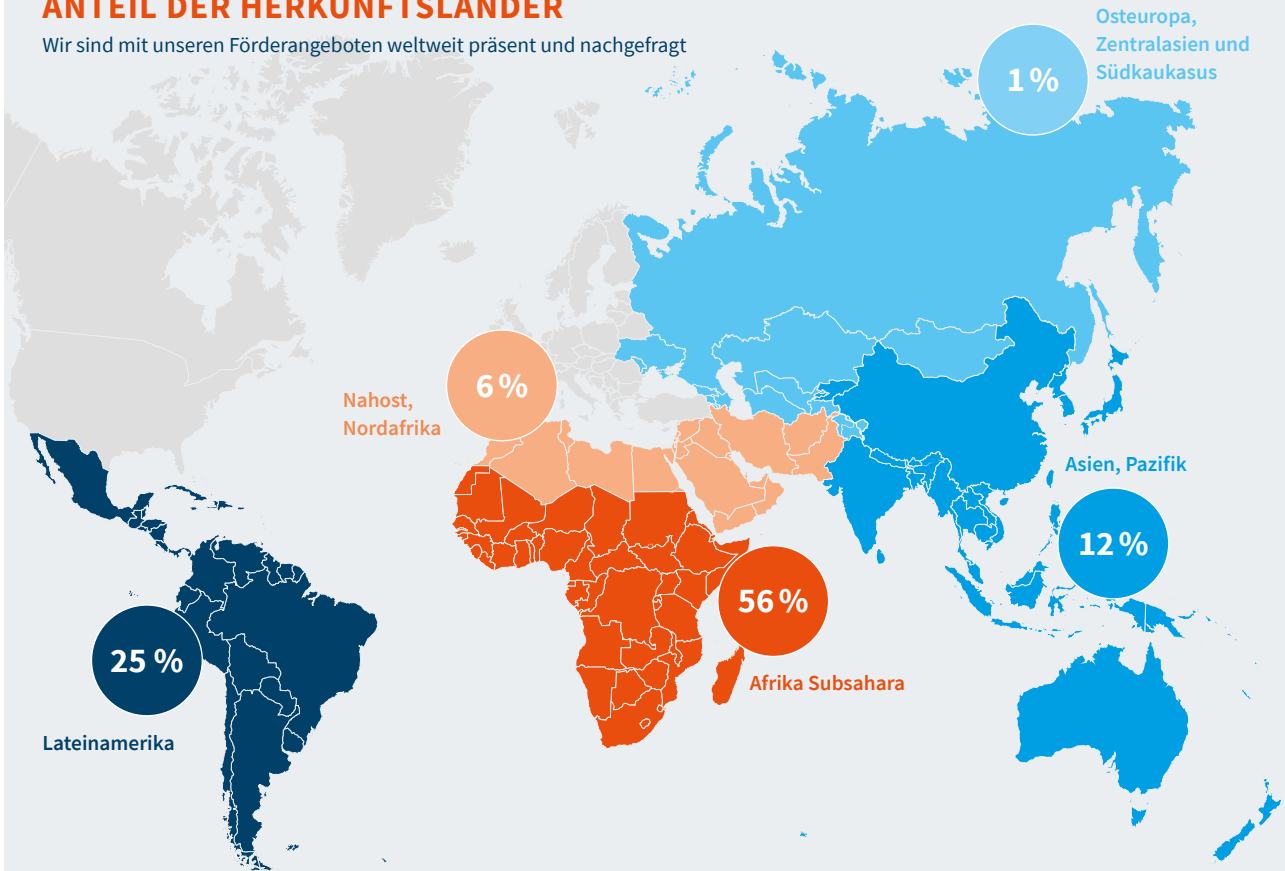 ANTEIL DER HERKUNFTSLÄNDER
Wir sind mit unseren Förderangeboten weltweit präsent und nachgefragt
Osteuropa,
Zentralasien und
Südkaukasus
1 %
6 %
Nahost,
Nordafrika
Asien, Pazifik
12 %
56 %
Afrika Subsahara
25 %
Lateinamerika